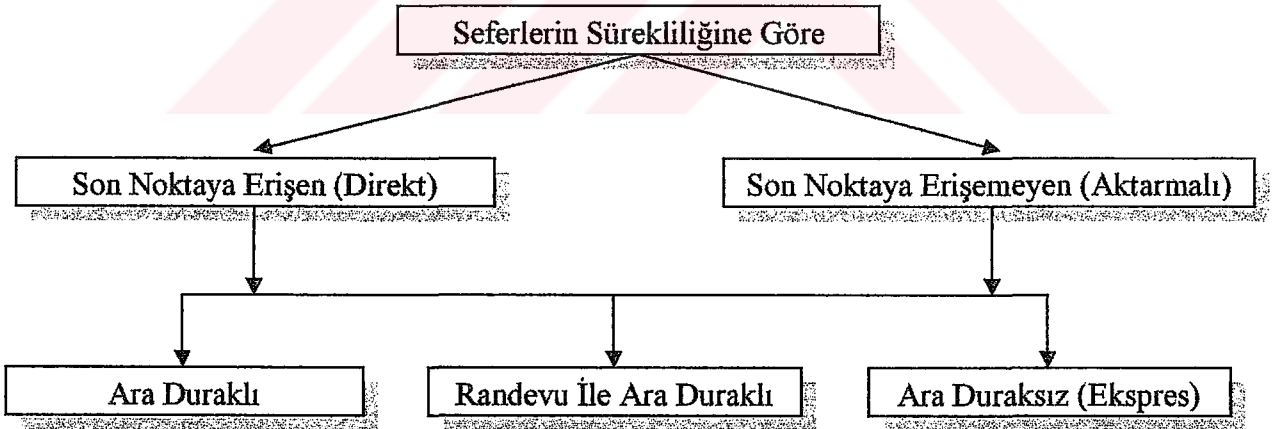 Seferlerin Sürekliliğine Göre
Son Noktaya Erişen (Direkt)
Son Noktaya Erişemeyen (Aktarmalı)
Ara Duraklı
Randevu İle Ara Duraklı
Ara Duraksız (Ekspres)